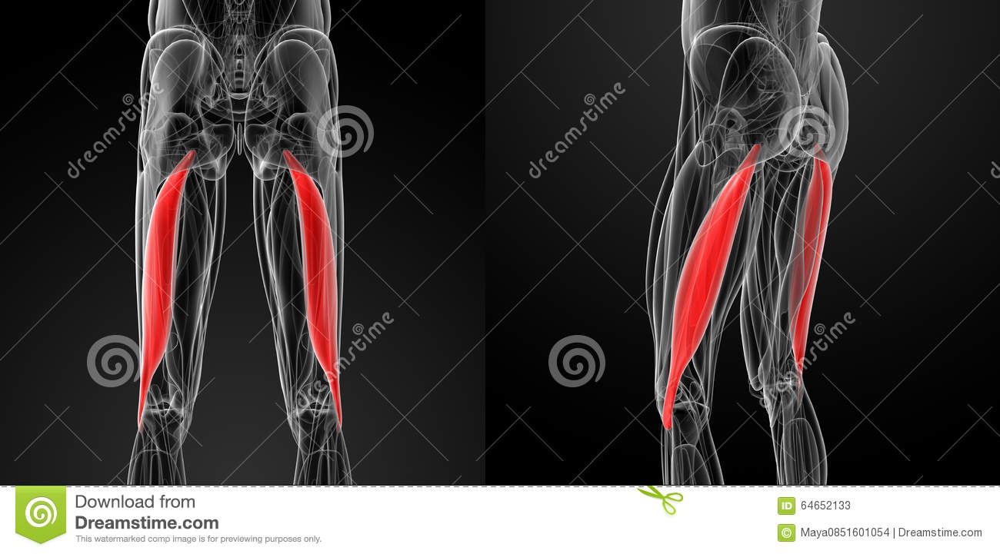 dreamstime.
dreamstime.
dreamstime.
dreamstime.
Download from
Dreamstime.com
This watermarked comp image is for previewing purposes only.
ID 64652133
© Maya0851601054 | Dreamstime.com